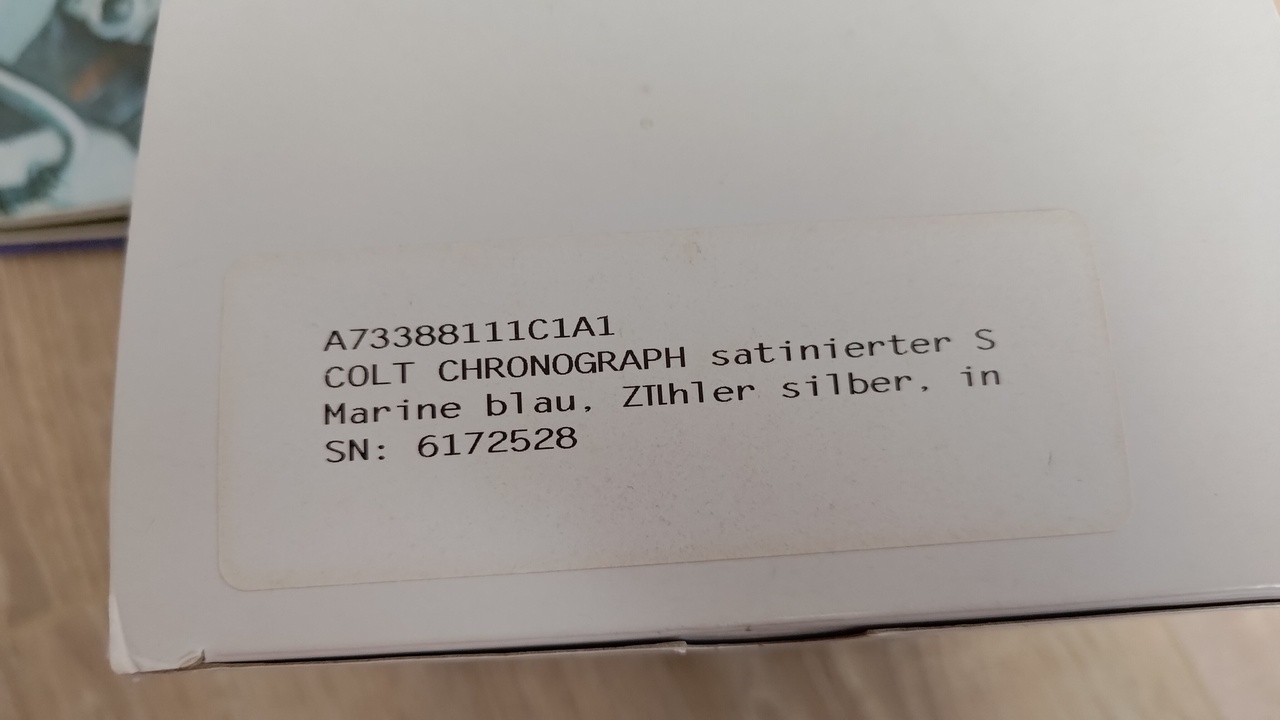 A73388111C1A1
COLT CHRONOGRAPH satinierter S
Marine blau, ZTLhler silber, in
SN: 6172528